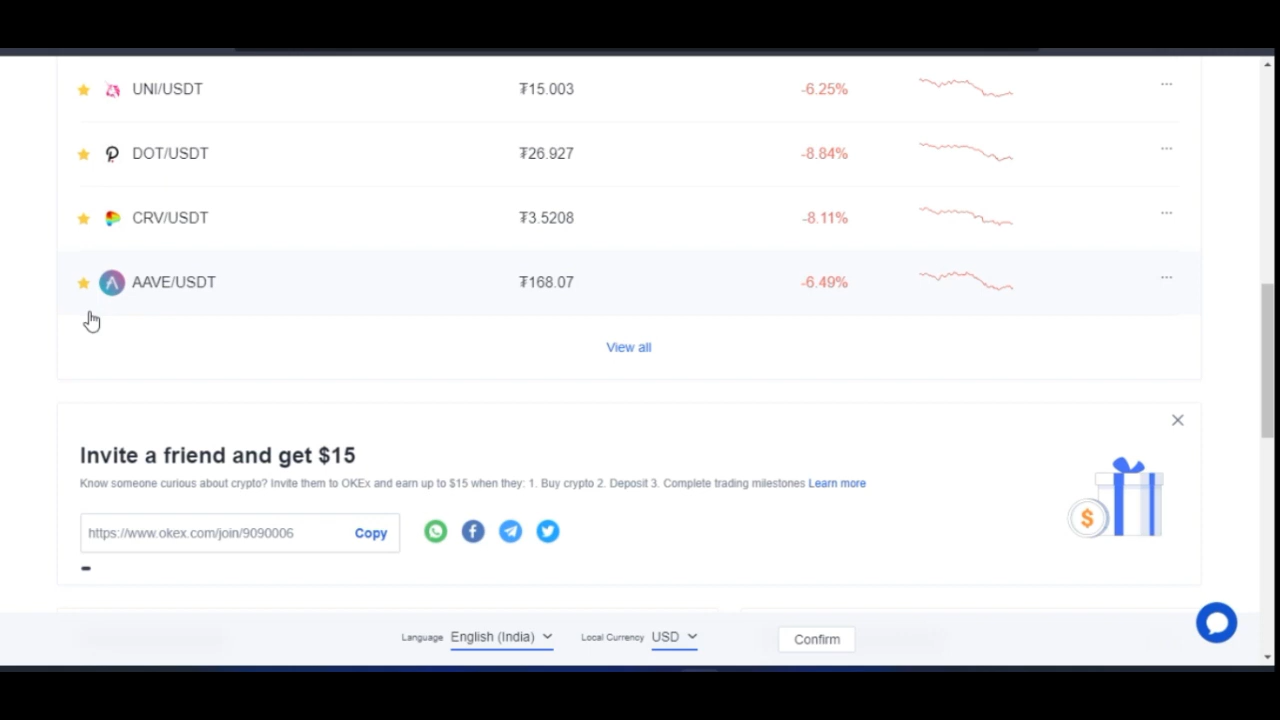 UNI/USDT ₮15.003 -6.25% ...
DOT/USDT ₮26.927 -8.84% ...
CRV/USDT ₮3.5208 -8.11% ...
AAVE/USDT ₮168.07 -6.49% ...
View all
Invite a friend and get $15
Know someone curious about crypto? Invite them to OKEx and earn up to $15 when they: 1. Buy crypto 2. Deposit 3. Complete trading milestones Learn more
https://www.okex.com/join/9090006 Copy
Language English (India) Local Currency USD Confirm